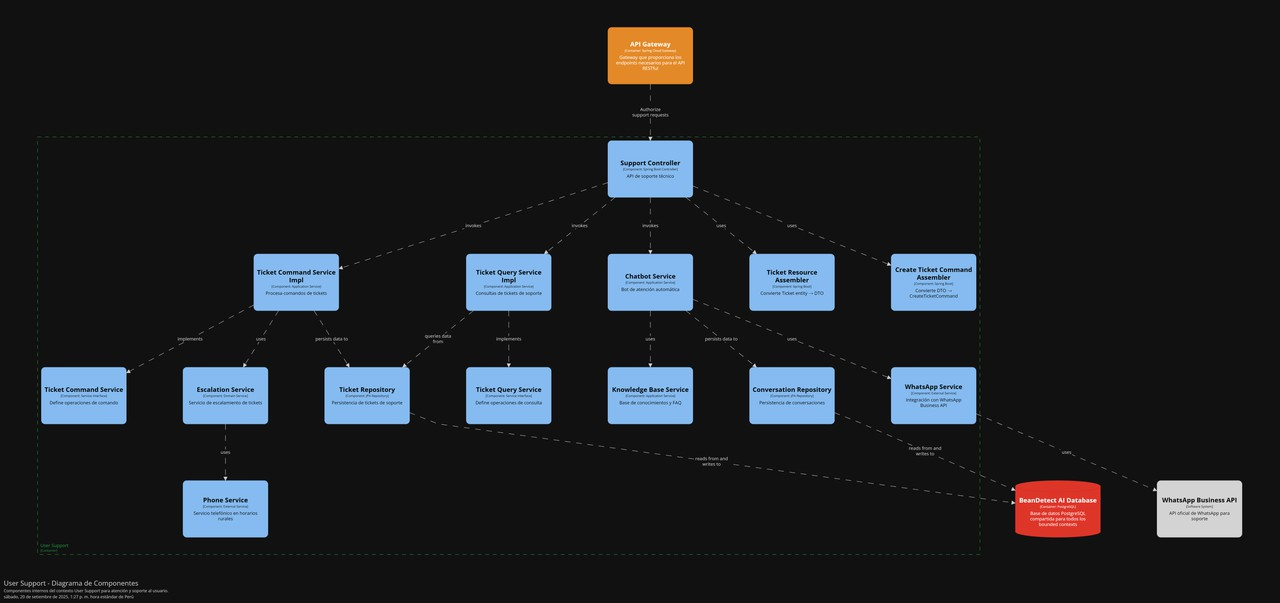 API Gateway
[Container: Spring Cloud Gateway]
Gateway que proporciona los
endpoints necesarios para el API
RESTful
Authorize
support requests
Support Controller
[Component: Spring Boot Controller]
API de soporte técnico
invokes
invokes
invokes
uses
uses
Ticket Command Service
Impl
[Component: Application Service]
Procesa comandos de tickets
Ticket Query Service
Impl
[Component: Application Service]
Consultas de tickets de soporte
Chatbot Service
[Component: Application Service]
Bot de atención automática
Ticket Resource
Assembler
[Component: Spring Boot]
Convierte Ticket entity → DTO
Create Ticket Command
Assembler
[Component: Spring Boot]
Convierte DTO →
CreateTicketCommand
implements
uses
persists data to
queries data
from
implements
uses
persists data to
uses
Ticket Command Service
[Component: Service Interface]
Define operaciones de comando
Escalation Service
[Component: Domain Service]
Servicio de escalamiento de tickets
Ticket Repository
[Component: JPA Repository]
Persistencia de tickets de soporte
Ticket Query Service
[Component: Service Interface]
Define operaciones de consulta
Knowledge Base Service
[Component: Application Service]
Base de conocimientos y FAQ
Conversation Repository
[Component: JPA Repository]
Persistencia de conversaciones
WhatsApp Service
[Component: External Service]
Integración con WhatsApp
Business API
uses
reads from and
writes to
reads from and
writes to
uses
Phone Service
[Component: External Service]
Servicio telefónico en horarios
rurales
BeanDetect AI Database
[Container: PostgreSQL]
Base de datos PostgreSQL
compartida para todos los
bounded contexts
WhatsApp Business API
[Software System]
API oficial de WhatsApp para
soporte
User Support
[Container]
User Support - Diagrama de Componentes
Componentes internos del contexto User Support para atención y soporte al usuario.
sábado, 20 de setiembre de 2025, 1:27 p. m. hora estándar de Perú